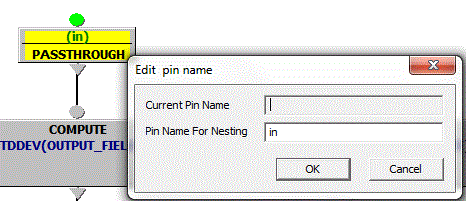 (in)
PASSTHROUGH
Edit pin name
Current Pin Name
COMPUTE
Pin Name For Nesting
in
TDDEV(OUTPUT_FIEL
OK
Cancel